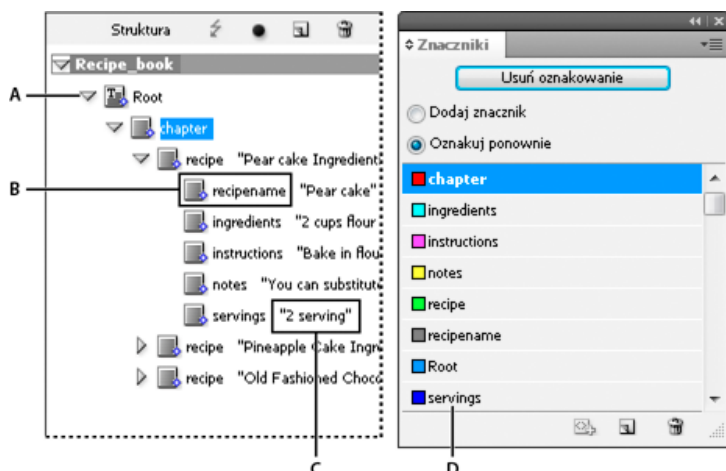 Struktura
Recipe_book
A
Root
chapter
recipe "Pear cake Ingredient
B
recipename "Pear cake"
ingredients "2 cups flour
instructions "Bake in flou
notes "You can substitute
servings "2 serving"
recipe "Pineapple Cake Ingr
recipe "Old Fashioned Choco
C
Znaczniki
Usuń oznakowanie
Dodaj znacznik
Oznakuj ponownie
chapter
ingredients
instructions
notes
recipe
recipename
Root
servings
D